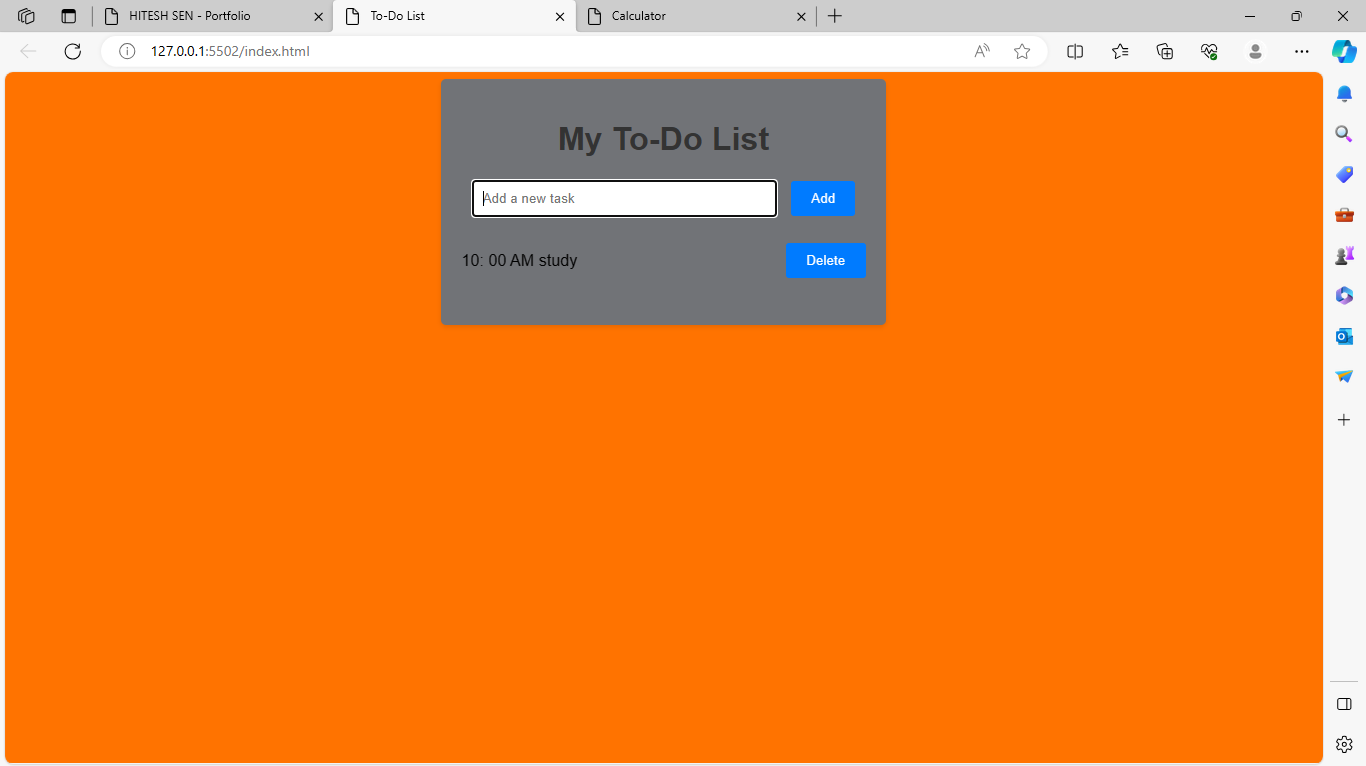 HITESH SEN - Portfolio
To-Do List
Calculator
127.0.0.1:5502/index.html
My To-Do List
Add a new task
Add
10: 00 AM study
Delete